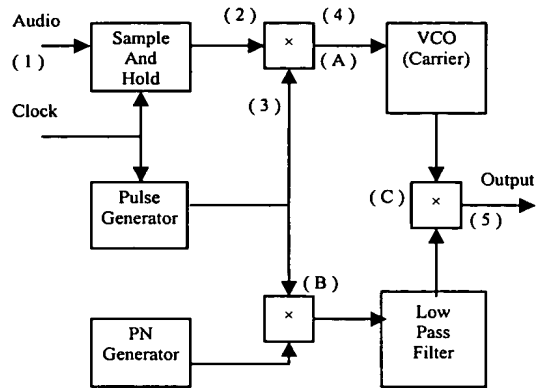 Audio
( 1 )
Sample
And
Hold
( 2 )
×
( 4 )
( A )
VCO
(Carrier)
( 3 )
Clock
Pulse
Generator
( C )
×
Output
( 5 )
( B )
×
PN
Generator
Low
Pass
Filter